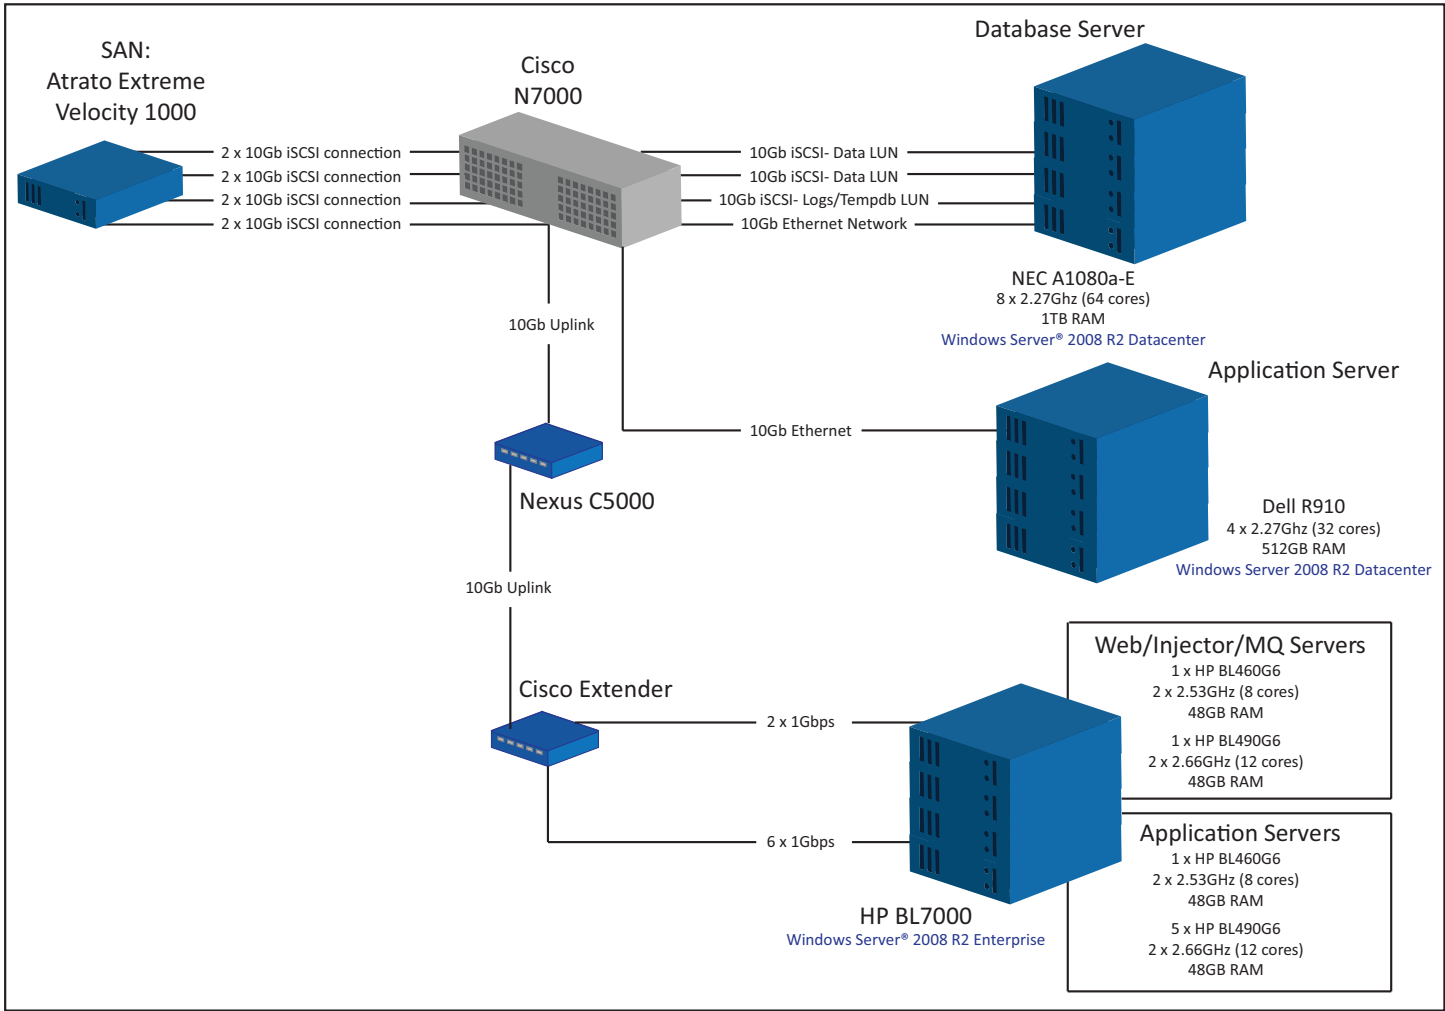 SAN:
Atrato Extreme
Velocity 1000
Cisco
N7000
Database Server
2 x 10Gb iSCSI connection
2 x 10Gb iSCSI connection
2 x 10Gb iSCSI connection
2 x 10Gb iSCSI connection
10Gb iSCSI- Data LUN
10Gb iSCSI- Data LUN
10Gb iSCSI- Logs/Tempdb LUN
10Gb Ethernet Network
NEC A1080a-E
8 x 2.27Ghz (64 cores)
1TB RAM
Windows Server® 2008 R2 Datacenter
10Gb Uplink
Application Server
10Gb Ethernet
Nexus C5000
Dell R910
4 x 2.27Ghz (32 cores)
512GB RAM
Windows Server 2008 R2 Datacenter
10Gb Uplink
Cisco Extender
2 x 1Gbps
6 x 1Gbps
HP BL7000
Windows Server® 2008 R2 Enterprise
Web/Injector/MQ Servers
1 x HP BL460G6
2 x 2.53GHz (8 cores)
48GB RAM
1 x HP BL490G6
2 x 2.66GHz (12 cores)
48GB RAM
Application Servers
1 x HP BL460G6
2 x 2.53GHz (8 cores)
48GB RAM
5 x HP BL490G6
2 x 2.66GHz (12 cores)
48GB RAM